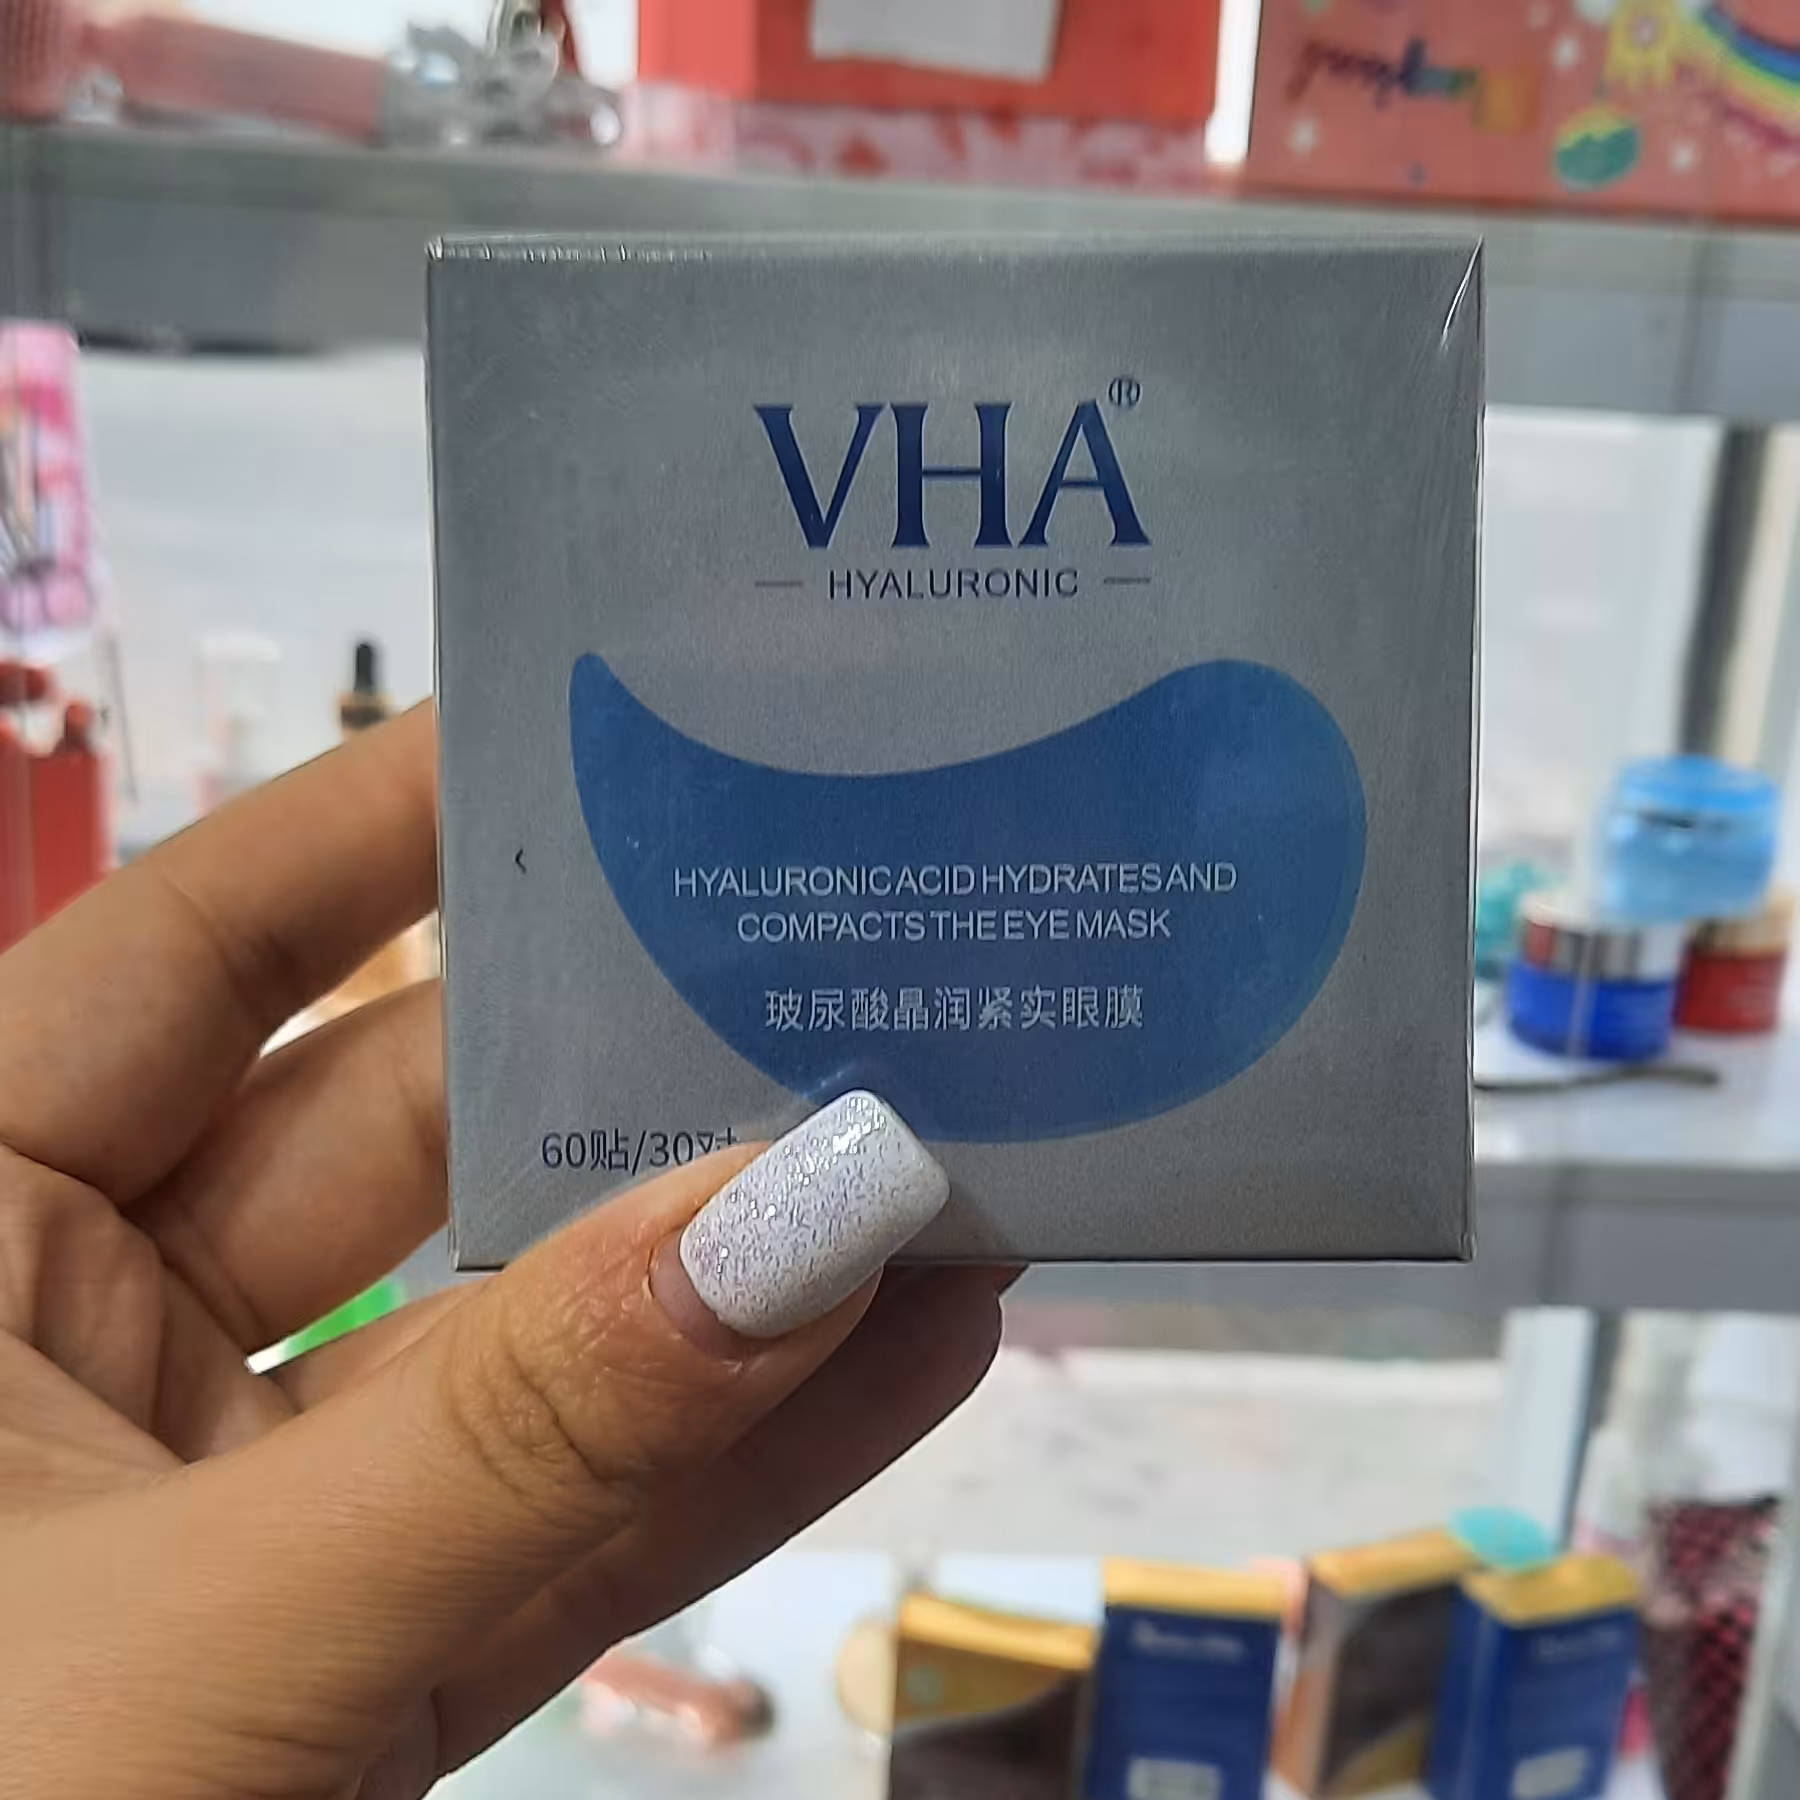 VHA®
HYALURONIC
HYALURONIC ACID HYDRATES AND
COMPACTS THE EYE MASK
玻尿酸晶润紧实眼膜
60贴/30